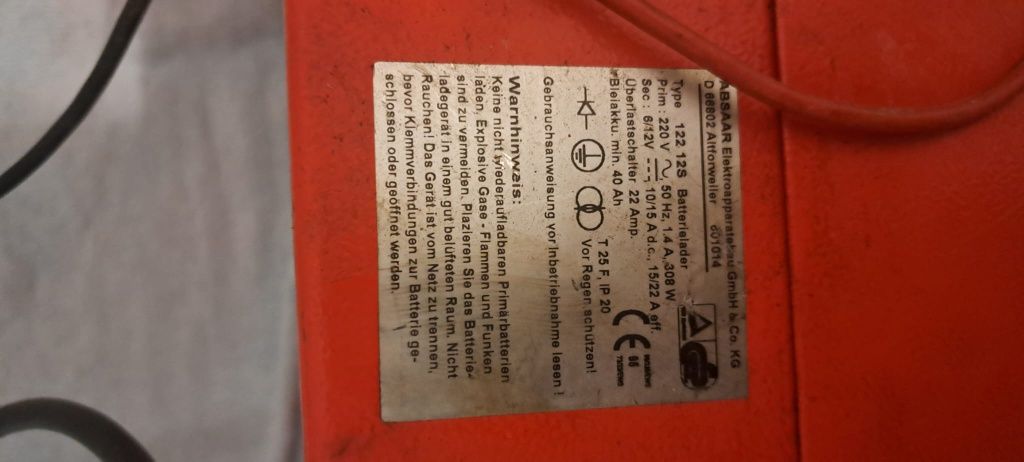 ABSAAR Elektroapparatebau GmbH & Co. KG
D 66802 Altforweiler 601014
Type 122 12S Batterielader
Prim 220 V ~ 50 Hz, 1.4 A, 308 W
Sec : 6/12V 10/15 A d.c., 15/22 A eff.
Überlastschalter 22 Amp.
Bleiakku. min. 40 Ah
T 25 F, IP 20
Vor Regen schützen!
CE
Gebrauchsanweisung vor Inbetriebnahme lesen !
Warnhinweis:
Keine nicht wiederaufladbaren Primärbatterien
laden. Explosive Gase - Flammen und Funken
sind zu vermeiden. Plazieren Sie das Batterie-
ladegerät in einem gut belüfteten Raum. Nicht
Rauchen! Das Gerät ist vom Netz zu trennen,
bevor Klemmverbindungen zur Batterie ge-
schlossen oder geöffnet werden.